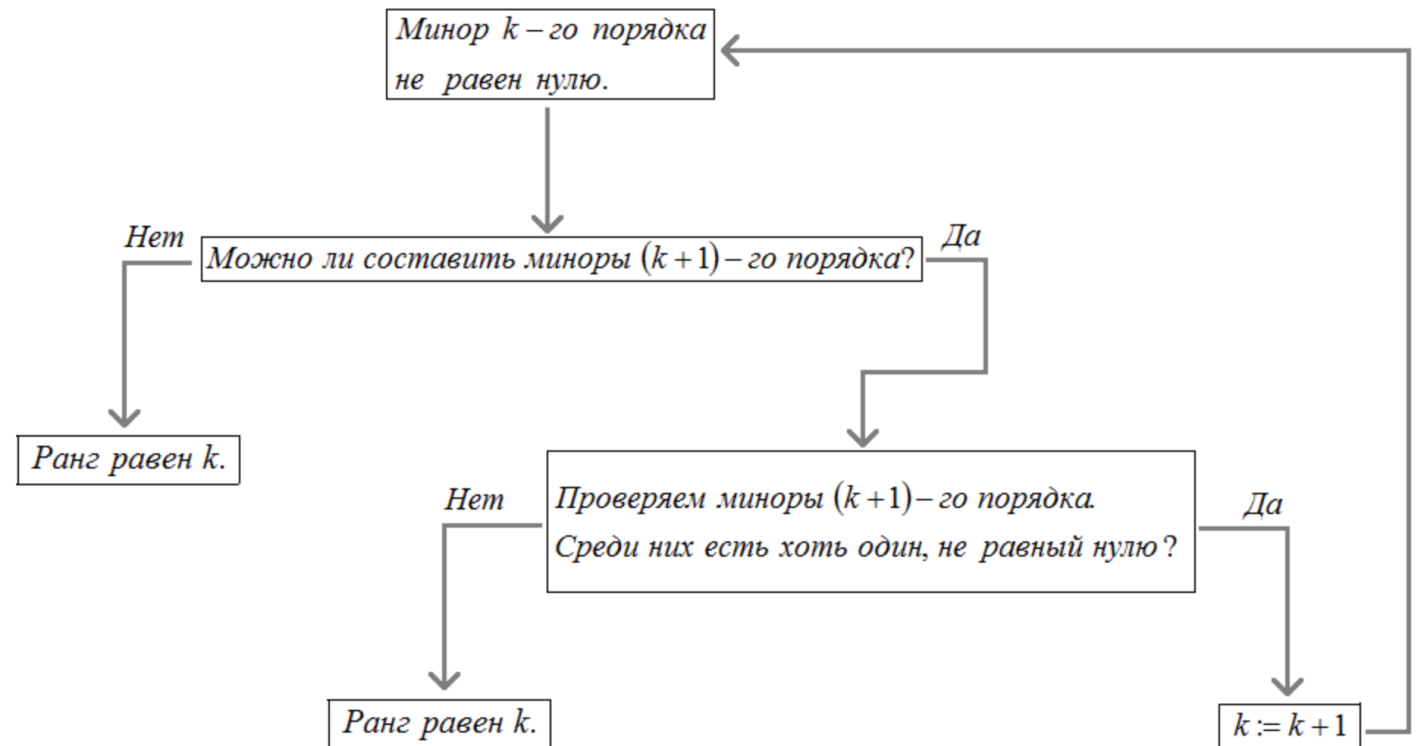 Минор k – го порядка
не равен нулю.
Нет
Можно ли составить миноры (k + 1) – го порядка?
Да
Ранг равен k.
Нет
Проверяем миноры (k + 1) – го порядка.
Среди них есть хоть один, не равный нулю ?
Да
Ранг равен k.
k := k + 1